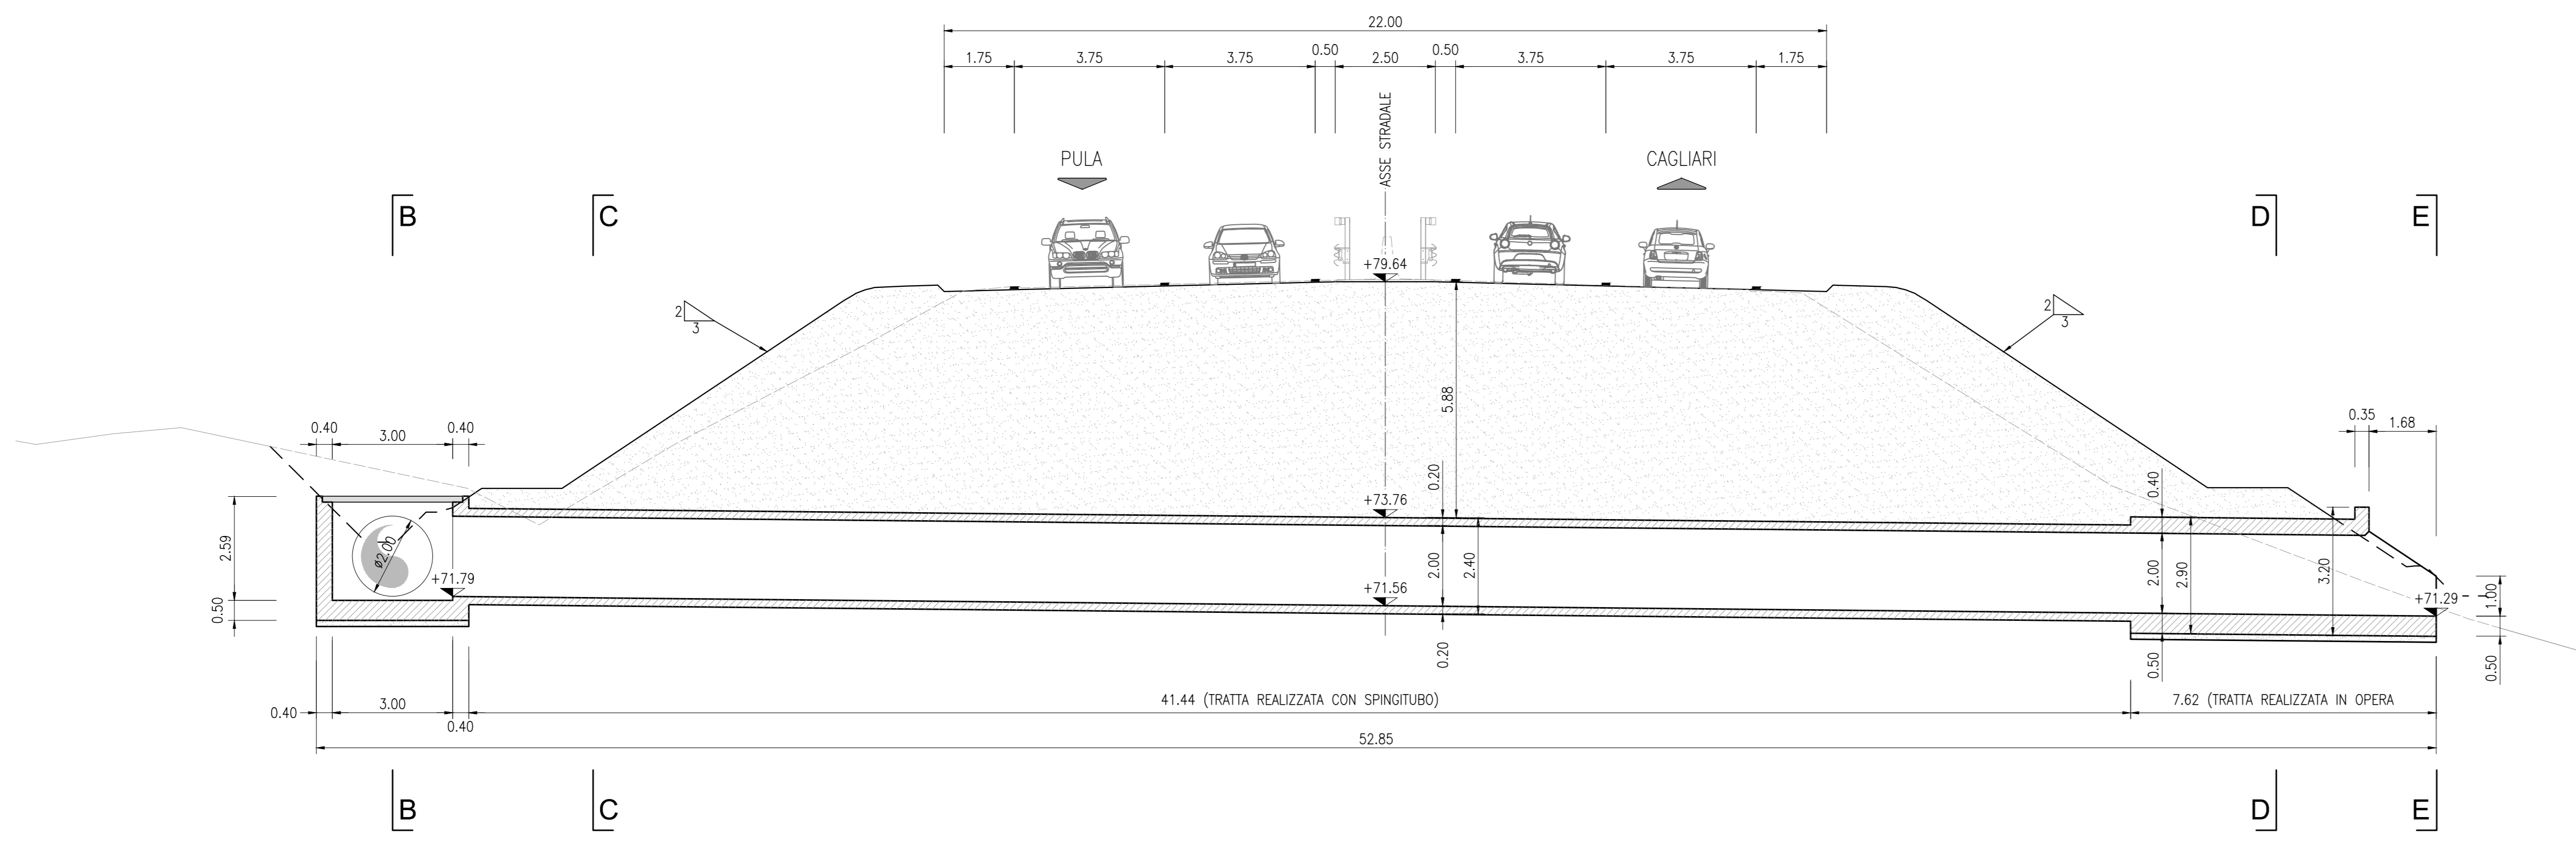 22.00
1.75 3.75 3.75 0.50 2.50 0.50 3.75 3.75 1.75
ASSE STRADALE
PULA CAGLIARI
B C D E
+79.64
2
3
2
3
5.88
0.40 3.00 0.40
0.35 1.68
0.20
0.40
+73.76
2.59
ø2.00
+71.79
2.00
2.40
+71.56
2.00
2.90
3.20
+71.29
1.00
0.50
0.20
0.50
0.50
41.44 (TRATTA REALIZZATA CON SPINGITUBO) 7.62 (TRATTA REALIZZATA IN OPERA
0.40 3.00 0.40
52.85
B C D E